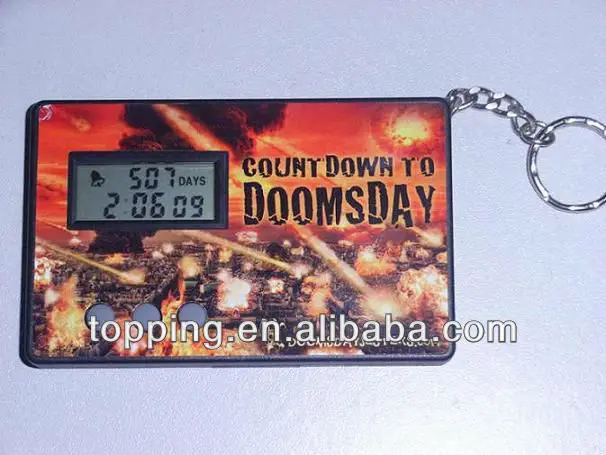 507 DAYS
2:06 09
COUNTDOWN TO
DOOMSDAY
topping.en.alibaba.com